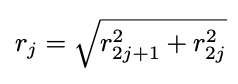 $r_j = \sqrt{r_{2j+1}^2 + r_{2j}^2}$